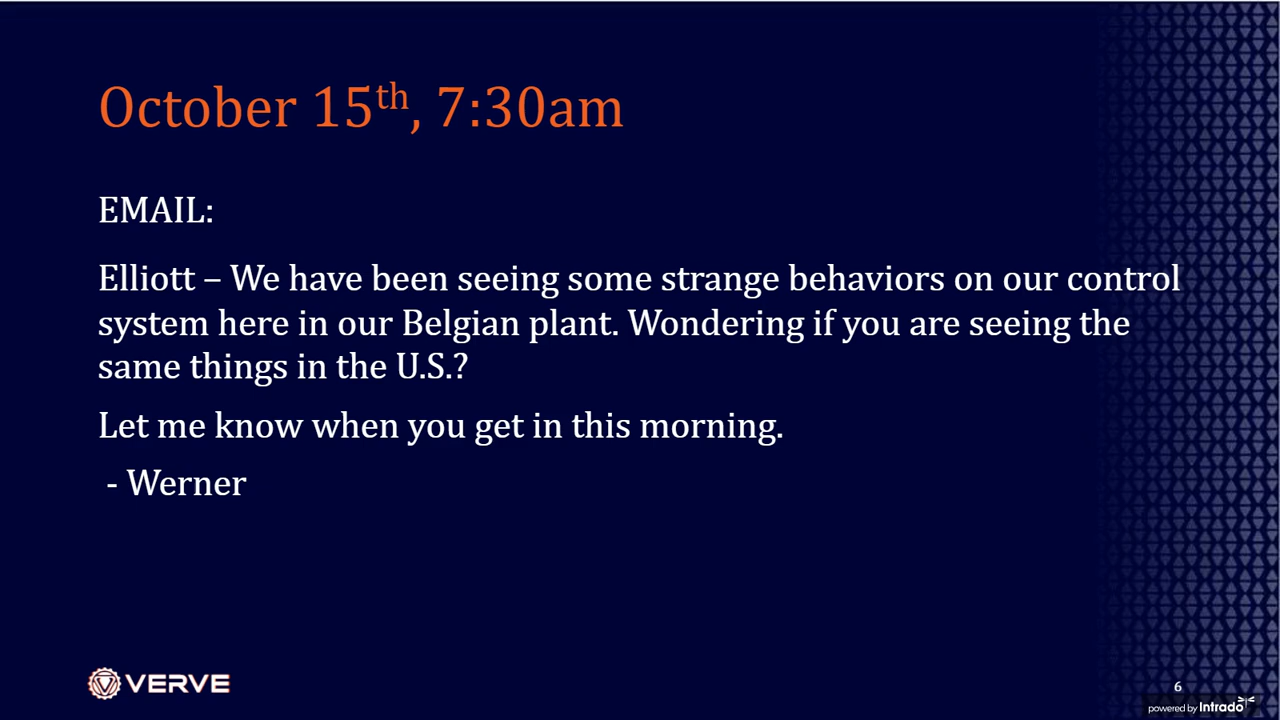 October 15th, 7:30am
EMAIL:
Elliott – We have been seeing some strange behaviors on our control
system here in our Belgian plant. Wondering if you are seeing the
same things in the U.S.?
Let me know when you get in this morning.
- Werner
VERVE
6
powered by Intrado